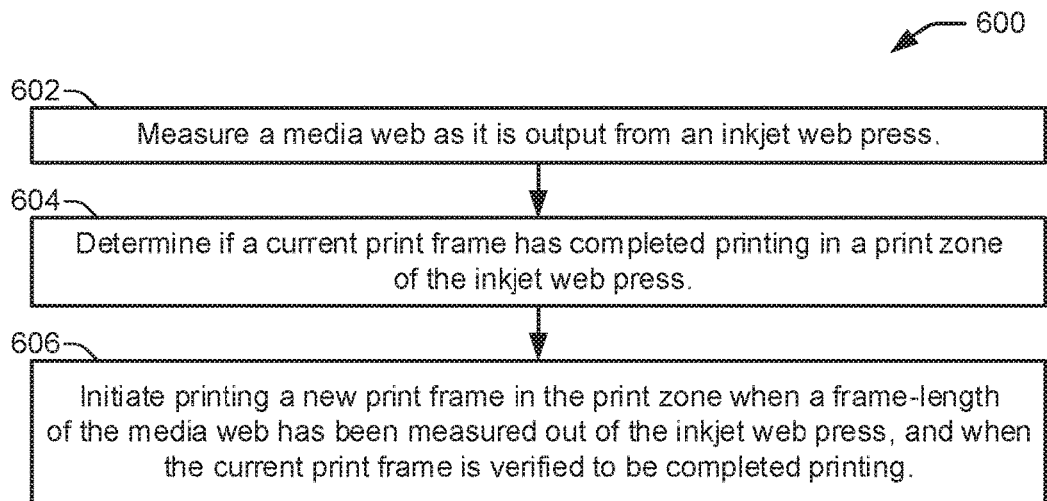 600
602
Measure a media web as it is output from an inkjet web press.
604
Determine if a current print frame has completed printing in a print zone
of the inkjet web press.
606
Initiate printing a new print frame in the print zone when a frame-length
of the media web has been measured out of the inkjet web press, and when
the current print frame is verified to be completed printing.